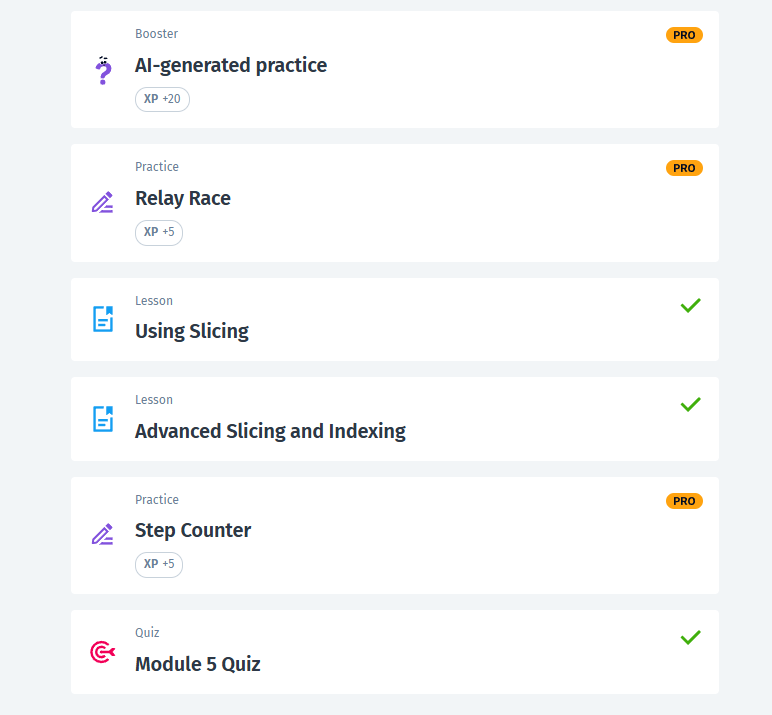 Booster
PRO
AI-generated practice
XP +20
Practice
PRO
Relay Race
XP +5
Lesson
Using Slicing
Lesson
Advanced Slicing and Indexing
Practice
PRO
Step Counter
XP +5
Quiz
Module 5 Quiz